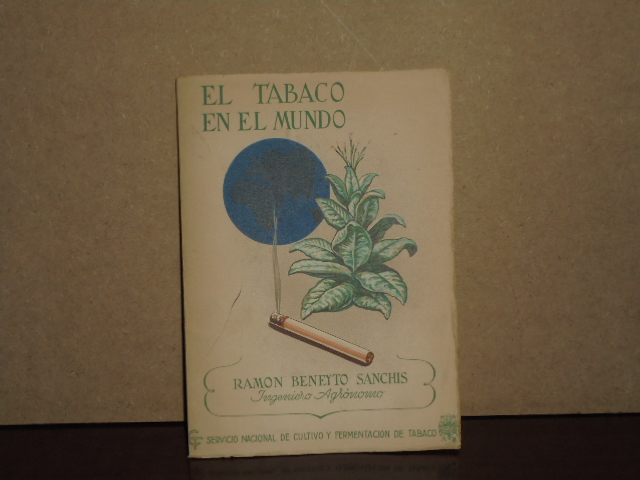 EL TABACO
EN EL MUNDO
RAMON BENEYTO SANCHIS
Ingeniero Agrónomo
SERVICIO NACIONAL DE CULTIVO Y FERMENTACION DE TABACO